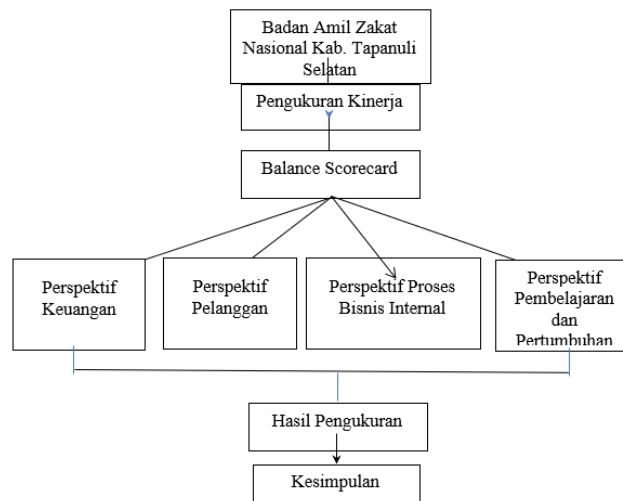 Badan Amil Zakat
Nasional Kab. Tapanuli
Selatan
Pengukuran Kinerja
Balance Scorecard
Perspektif
Keuangan
Perspektif
Pelanggan
Perspektif Proses
Bisnis Internal
Perspektif
Pembelajaran
dan
Pertumbuhan
Hasil Pengukuran
Kesimpulan